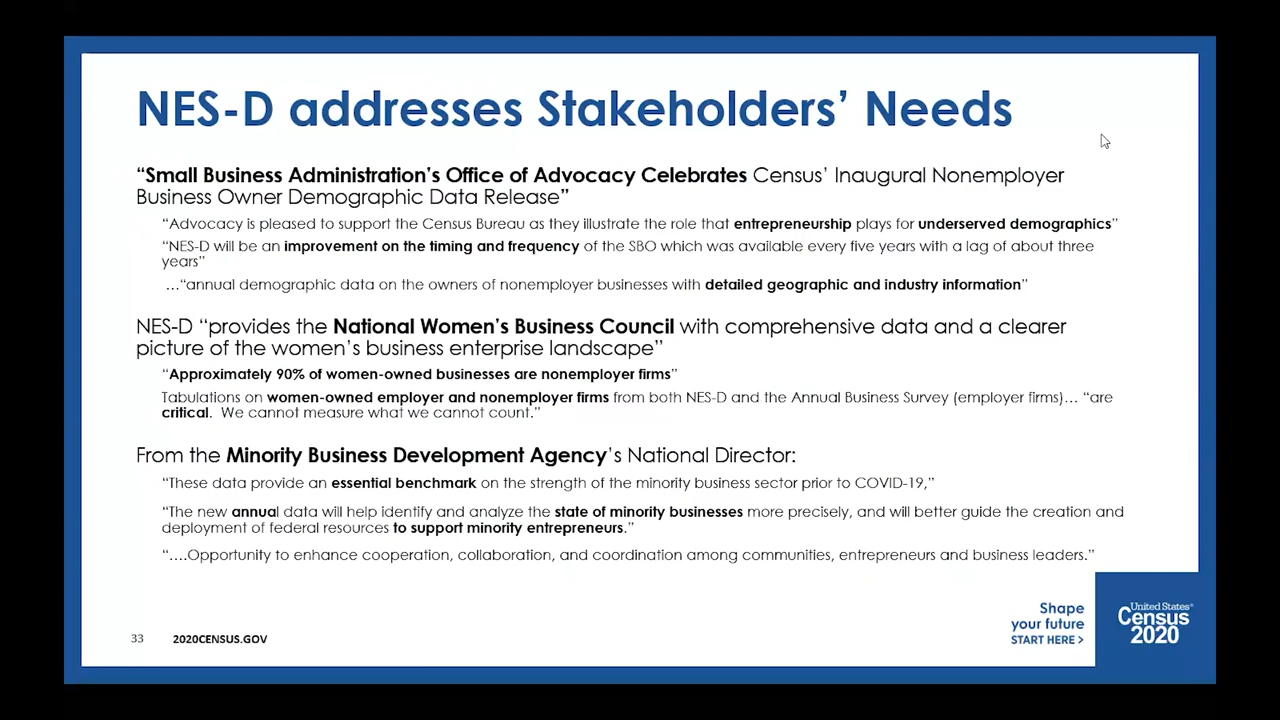 NES-D addresses Stakeholders’ Needs
“Small Business Administration’s Office of Advocacy Celebrates Census’ Inaugural Nonemployer
Business Owner Demographic Data Release”
“Advocacy is pleased to support the Census Bureau as they illustrate the role that entrepreneurship plays for underserved demographics”
“NES-D will be an improvement on the timing and frequency of the SBO which was available every five years with a lag of about three
years”
…“annual demographic data on the owners of nonemployer businesses with detailed geographic and industry information”
NES-D “provides the National Women’s Business Council with comprehensive data and a clearer
picture of the women’s business enterprise landscape”
“Approximately 90% of women-owned businesses are nonemployer firms”
Tabulations on women-owned employer and nonemployer firms from both NES-D and the Annual Business Survey (employer firms)… “are
critical.  We cannot measure what we cannot count.”
From the Minority Business Development Agency’s National Director:
“These data provide an essential benchmark on the strength of the minority business sector prior to COVID-19,”
“The new annual data will help identify and analyze the state of minority businesses more precisely, and will better guide the creation and
deployment of federal resources to support minority entrepreneurs.”
“….Opportunity to enhance cooperation, collaboration, and coordination among communities, entrepreneurs and business leaders.”
33 2020CENSUS.GOV
Shape
your future
START HERE >
United States®
Census
2020